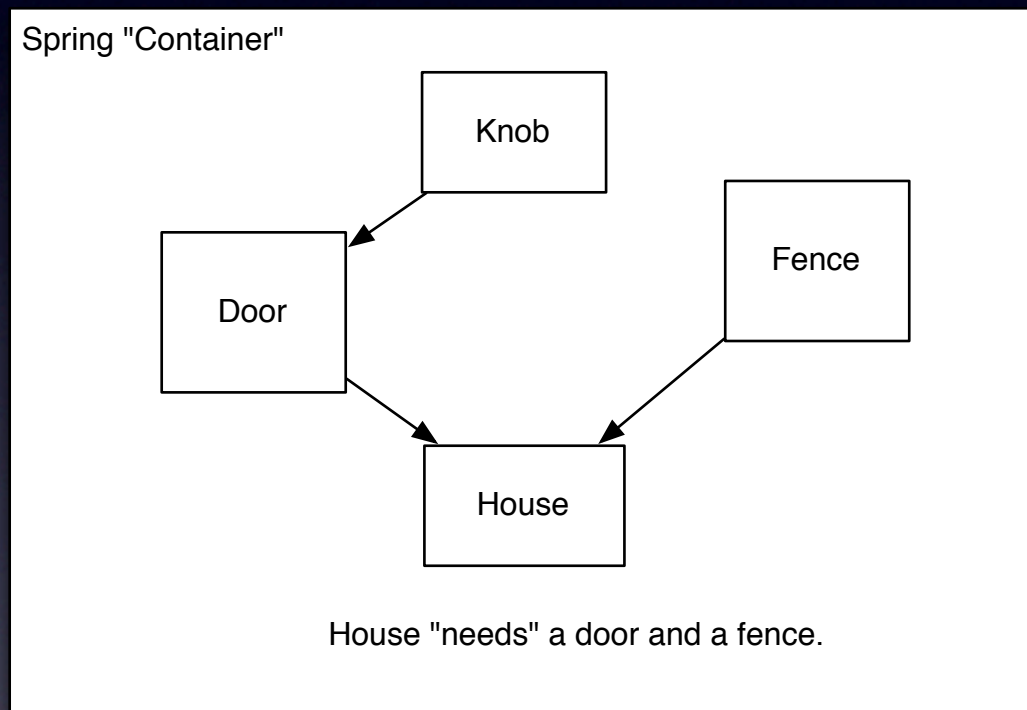 Spring "Container"
Knob
Fence
Door
House
House "needs" a door and a fence.